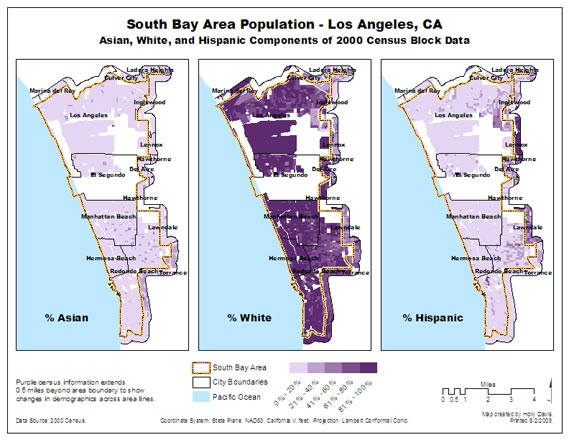 South Bay Area Population - Los Angeles, CA
Asian, White, and Hispanic Components of 2000 Census Block Data
Ladera Heights
Culver City
Marina del Rey
Inglewood
Los Angeles
Lennox
Hawthorne
Del Aire
El Segundo
Hawthorne
Manhattan Beach
Lawndale
Hermosa Beach
Redondo Beach
Torrance
% Asian
Ladera Heights
Culver City
Marina del Rey
Inglewood
Los Angeles
Lennox
Hawthorne
Del Aire
El Segundo
Hawthorne
Manhattan Beach
Lawndale
Hermosa Beach
Redondo Beach
Torrance
% White
Ladera Heights
Culver City
Marina del Rey
Inglewood
Los Angeles
Lennox
Hawthorne
Del Aire
El Segundo
Hawthorne
Manhattan Beach
Lawndale
Hermosa Beach
Redondo Beach
Torrance
% Hispanic
Purple census information extends
0.5 miles beyond area boundary to show
changes in demographics across area lines.
South Bay Area
City Boundaries
Pacific Ocean
0% - 20%
21% - 40%
41% - 60%
61% - 80%
81% - 100%
Miles
0 0.5 1 2 3 4
Map created by Holly Davis.
Data Source: 2000 Census.
Coordinate System: State Plane, NAD83, California V, feet. Projection: Lambert Conformal Conic.
Printed 5/2/2005.